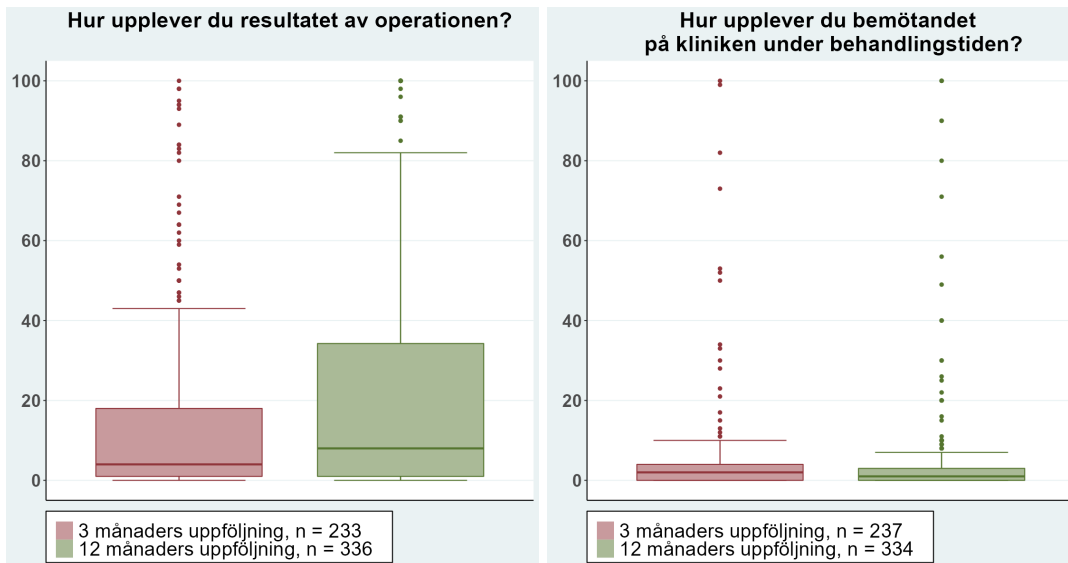 Hur upplever du resultatet av operationen?
100
80
60
40
20
0
3 månaders uppföljning, n = 233
12 månaders uppföljning, n = 336
Hur upplever du bemötandet
på kliniken under behandlingstiden?
100
80
60
40
20
0
3 månaders uppföljning, n = 237
12 månaders uppföljning, n = 334